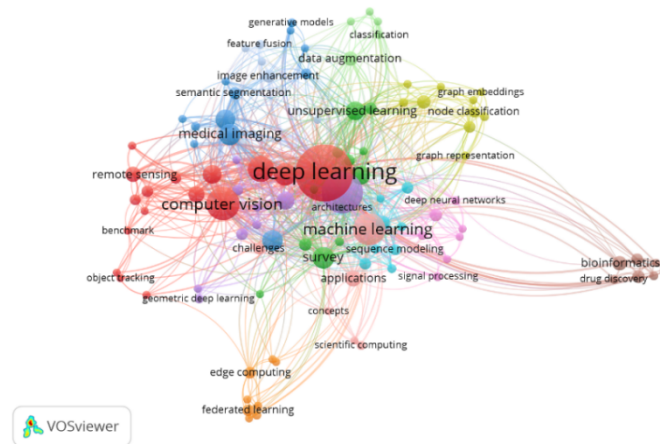 generative models
classification
feature fusion
data augmentation
image enhancement
semantic segmentation
graph embeddings
unsupervised learning
node classification
medical imaging
graph representation
deep learning
remote sensing
computer vision
architectures
deep neural networks
benchmark
machine learning
challenges
sequence modeling
survey
bioinformatics
object tracking
applications
signal processing
drug discovery
geometric deep learning
concepts
scientific computing
edge computing
federated learning
VOSviewer